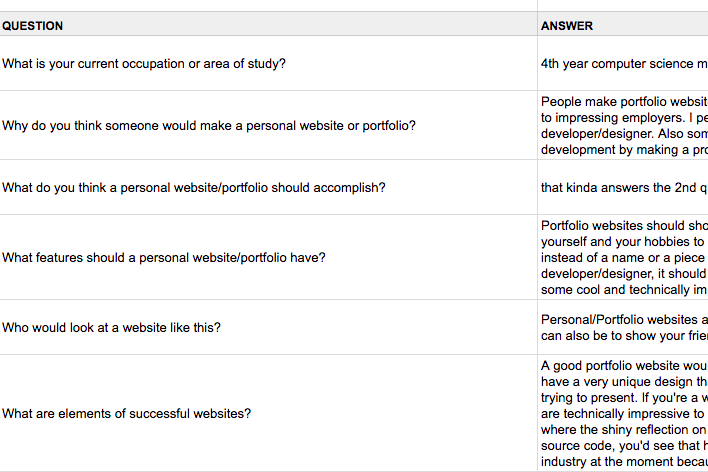 QUESTION ANSWER
What is your current occupation or area of study? 4th year computer science m
People make portfolio websit
Why do you think someone would make a personal website or portfolio? to impressing employers. I pe
developer/designer. Also som
development by making a pro
What do you think a personal website/portfolio should accomplish? that kinda answers the 2nd q
Portfolio websites should sho
yourself and your hobbies to
What features should a personal website/portfolio have? instead of a name or a piece
developer/designer, it should
some cool and technically im
Who would look at a website like this? Personal/Portfolio websites a
can also be to show your frie
A good portfolio website wou
have a very unique design th
trying to present. If you're a w
What are elements of successful websites? are technically impressive to
where the shiny reflection on
source code, you'd see that h
industry at the moment becau